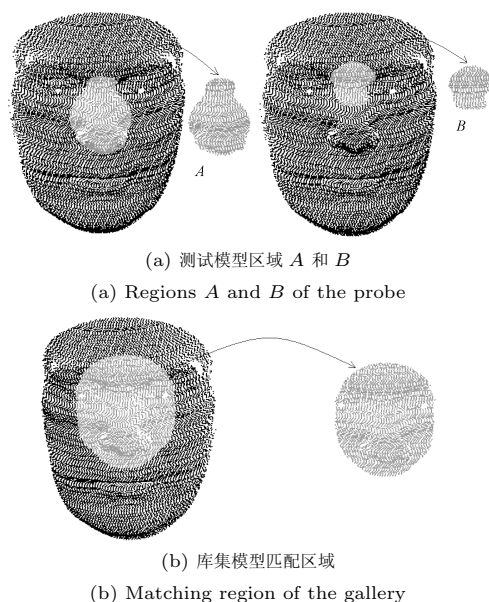 A
B
(a) 测试模型区域 A 和 B
(a) Regions A and B of the probe
(b) 库集模型匹配区域
(b) Matching region of the gallery